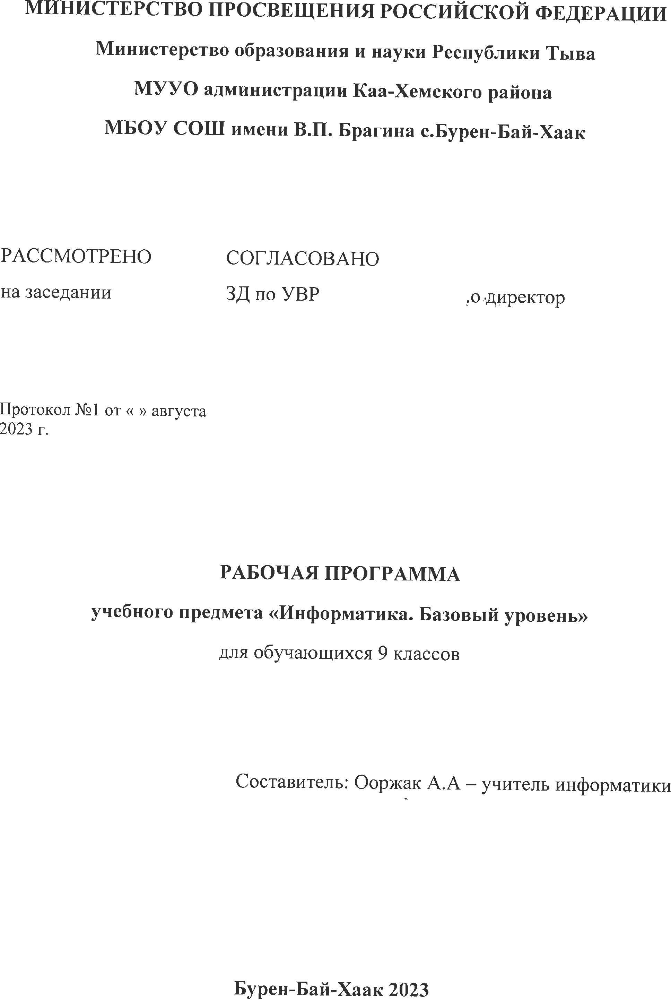 МИНИСТЕРСТВО ПРОСВЕЩЕНИЯ РОССИЙСКОЙ ФЕДЕРАЦИИ
Министерство образования и науки Республики Тыва
МУУО администрации Каа-Хемского района
МБОУ СОШ имени В.П. Брагина с.Бурен-Бай-Хаак
РАССМОТРЕНО СОГЛАСОВАНО
на заседании ЗД по УВР .о директор
Протокол №1 от « » августа
2023 г.
РАБОЧАЯ ПРОГРАММА
учебного предмета «Информатика. Базовый уровень»
для обучающихся 9 классов
Составитель: Ооржак А.А – учитель информатики
Бурен-Бай-Хаак 2023